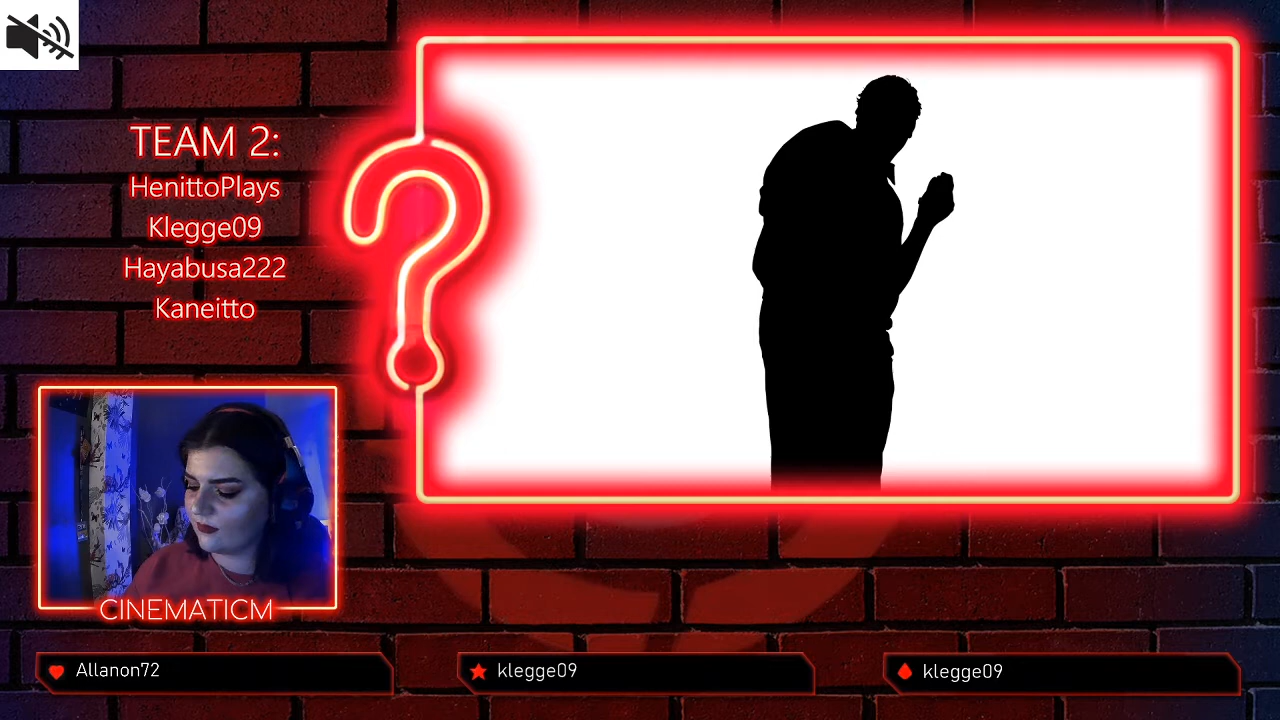 TEAM 2:
HenittoPlays
Klegge09
Hayabusa222
Kaneitto
CINEMATICM
Allanon72
klegge09
klegge09